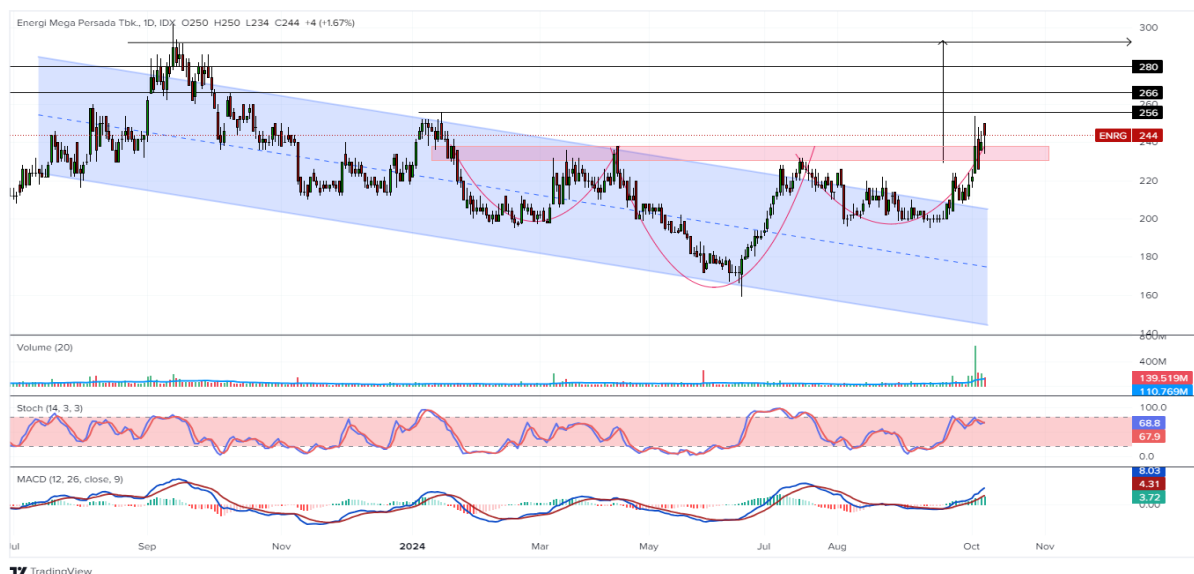 Energi Mega Persada Tbk., 1D, IDX O250 H250 L234 C244 +4 (+1.67%)
300
280
266
260
256
ENRG 244
240
220
200
180
160
140
Volume (20)
800M
400M
139.519M
110.769M
Stoch (14, 3, 3)
100.0
68.8
67.9
0.0
MACD (12, 26, close, 9)
8.03
4.31
3.72
0.00
Jul Sep Nov 2024 Mar May Jul Aug Oct Nov
TradingView